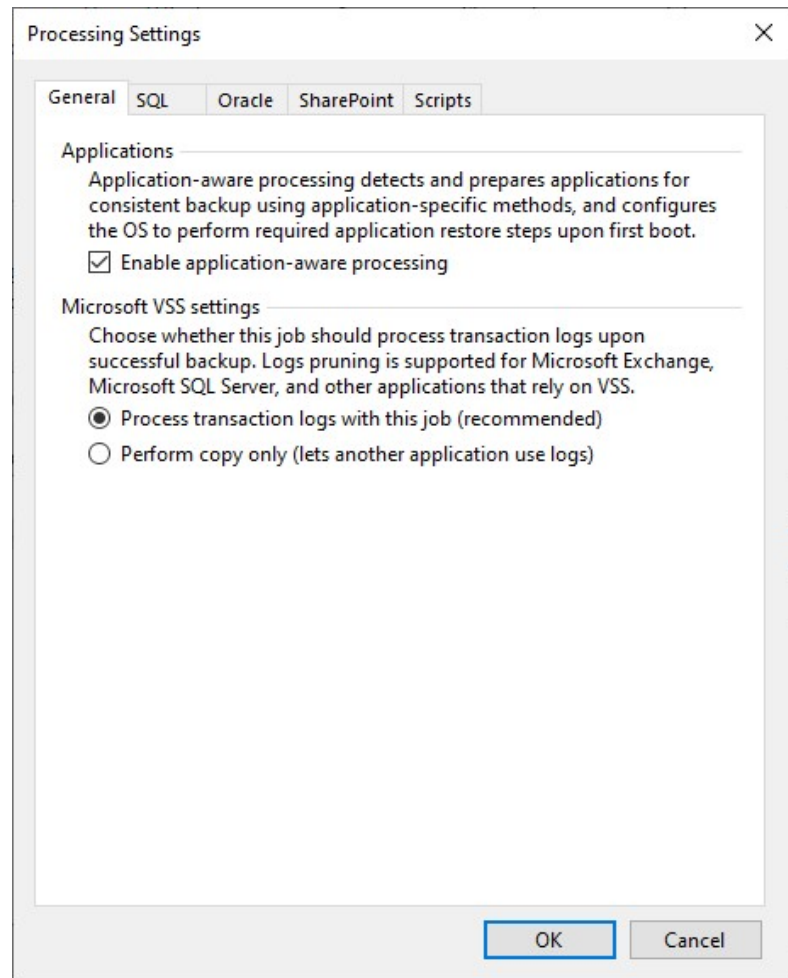 Processing Settings
General SQL Oracle SharePoint Scripts
Applications
Application-aware processing detects and prepares applications for
consistent backup using application-specific methods, and configures
the OS to perform required application restore steps upon first boot.
Enable application-aware processing
Microsoft VSS settings
Choose whether this job should process transaction logs upon
successful backup. Logs pruning is supported for Microsoft Exchange,
Microsoft SQL Server, and other applications that rely on VSS.
Process transaction logs with this job (recommended)
Perform copy only (lets another application use logs)
OK Cancel